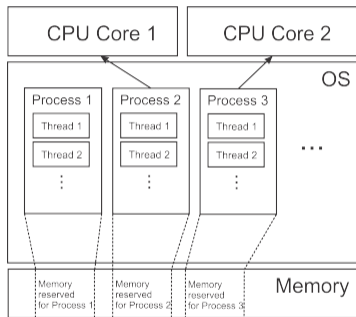 CPU Core 1
CPU Core 2
OS
Process 1
Thread 1
Thread 2
⋮
Process 2
Thread 1
Thread 2
⋮
Process 3
Thread 1
Thread 2
⋮
...
Memory
reserved
for Process 1
Memory
reserved
for Process 2
Memory
reserved
for Process 3
Memory